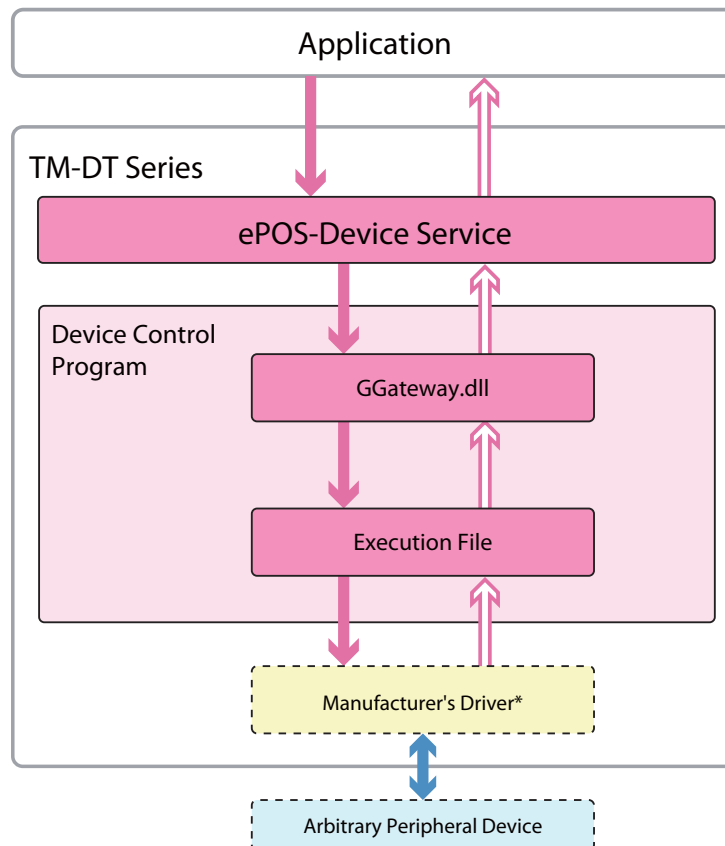 Application
TM-DT Series
ePOS-Device Service
Device Control
Program
GGateway.dll
Execution File
Manufacturer's Driver*
Arbitrary Peripheral Device